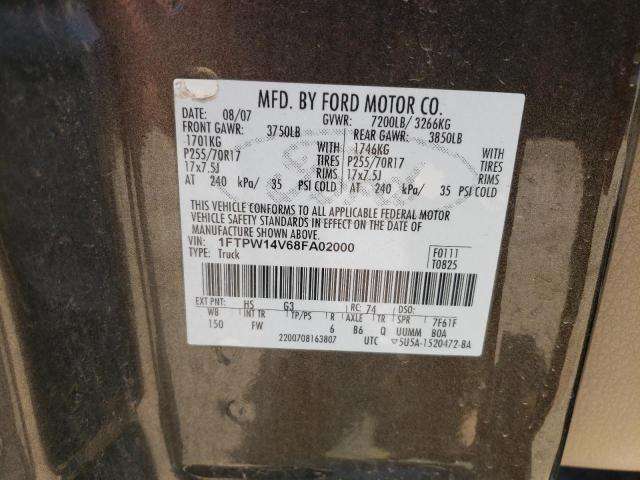 MFD. BY FORD MOTOR CO.
DATE: 08/07 GVWR: 7200LB/ 3266KG
FRONT GAWR: 3750LB REAR GAWR: 3850LB
1701KG WITH 1746KG WITH
P255/70R17 TIRES P255/70R17 TIRES
17x7.5J RIMS 17x7.5J RIMS
AT 240 kPa/ 35 PSI COLD AT 240 kPa/ 35 PSI COLD
THIS VEHICLE CONFORMS TO ALL APPLICABLE FEDERAL MOTOR
VEHICLE SAFETY STANDARDS IN EFFECT ON THE DATE OF
MANUFACTURE SHOWN ABOVE.
VIN: 1FTPW14V68FA02000
TYPE: Truck
F0111
T0825
EXT PNT: HS G3 RC: 74 DSO:
WB INT TR TP/PS R AXLE TR SPR 7F61F
150 FW 6 B6 Q UUMM BOA
2200708163807 UTC ▽5U5A-1520472-BA
Ford